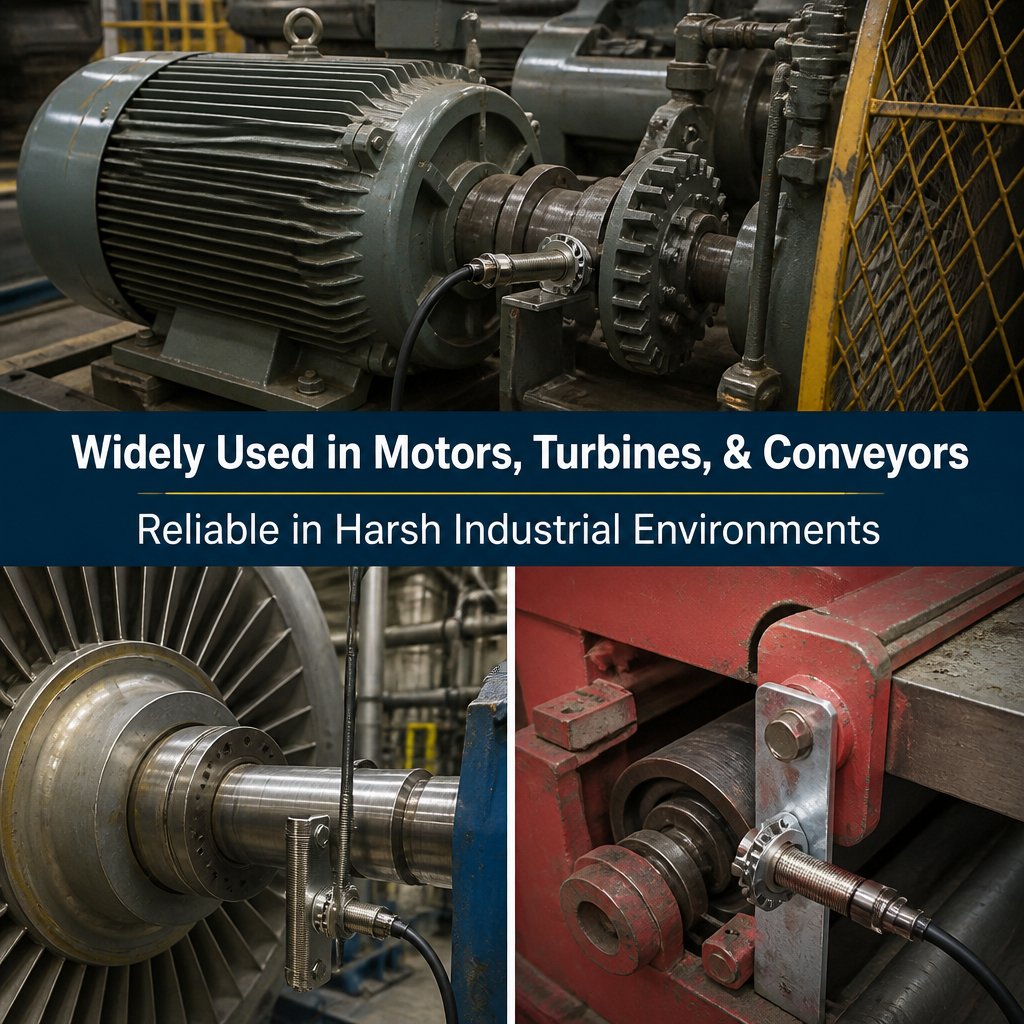 Widely Used in Motors, Turbines, & Conveyors
Reliable in Harsh Industrial Environments